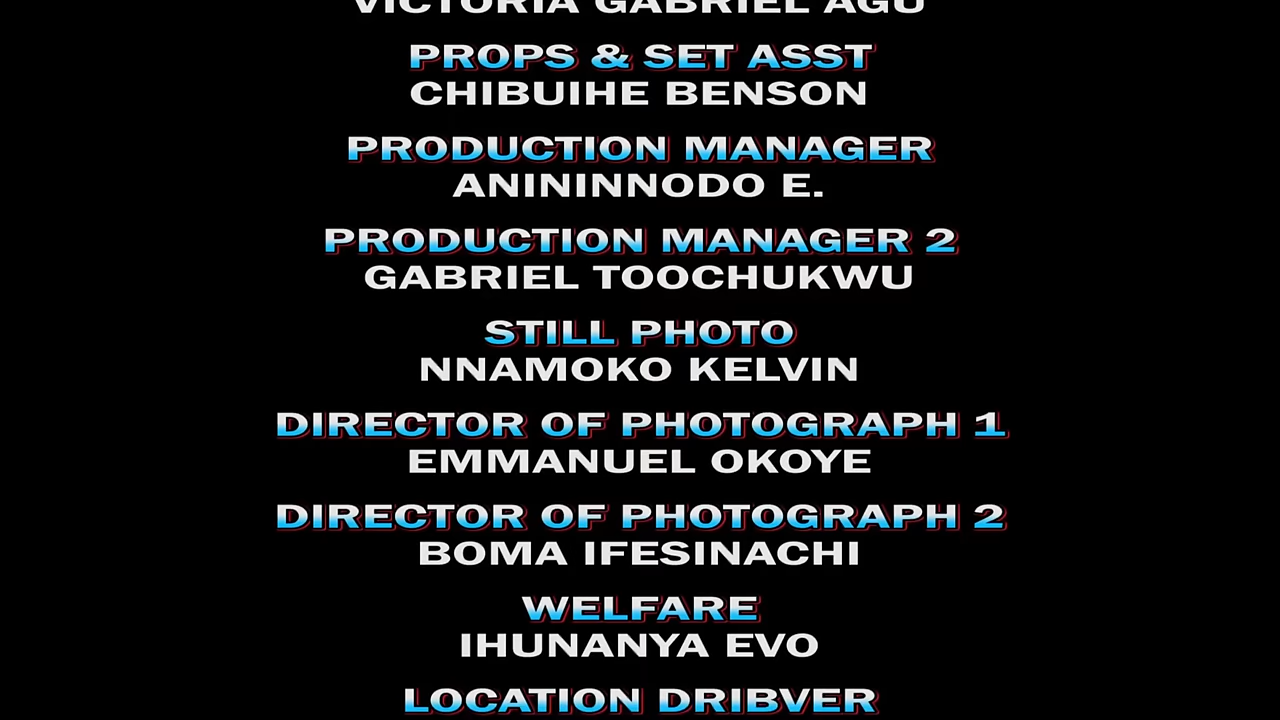 VICTORIA GABRIEL AGU
PROPS & SET ASST
CHIBUIHE BENSON
PRODUCTION MANAGER
ANININNODO E.
PRODUCTION MANAGER 2
GABRIEL TOOCHUKWU
STILL PHOTO
NNAMOKO KELVIN
DIRECTOR OF PHOTOGRAPH 1
EMMANUEL OKOYE
DIRECTOR OF PHOTOGRAPH 2
BOMA IFESINACHI
WELFARE
IHUNANYA EVO
LOCATION DRIBVER